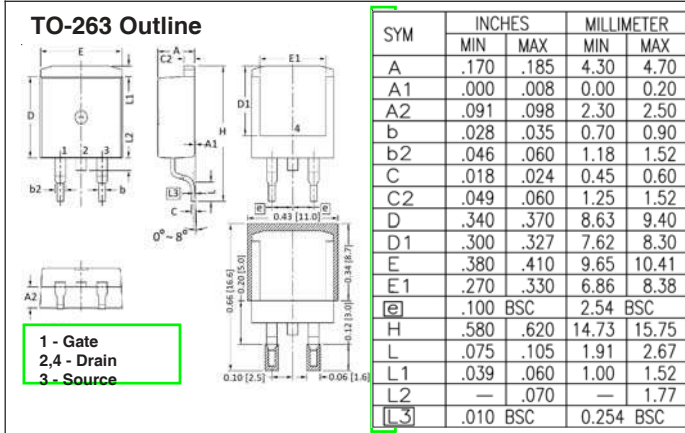 TO-263 Outline
E
A
C2
E1
L1
D1
D
H
4
A1
L2
1 2 3
b2
b
L3
L
C
0°~8°
e
e
0.43 [11.0]
A2
0.66 [16.6]
0.20 [5.0]
0.34 [8.7]
0.12 [3.0]
0.10 [2.5]
0.06 [1.6]
1 - Gate
2,4 - Drain
3 - Source
SYM INCHES MILLIMETER
MIN MAX MIN MAX
A .170 .185 4.30 4.70
A1 .000 .008 0.00 0.20
A2 .091 .098 2.30 2.50
b .028 .035 0.70 0.90
b2 .046 .060 1.18 1.52
C .018 .024 0.45 0.60
C2 .049 .060 1.25 1.52
D .340 .370 8.63 9.40
D1 .300 .327 7.62 8.30
E .380 .410 9.65 10.41
E1 .270 .330 6.86 8.38
e .100 BSC 2.54 BSC
H .580 .620 14.73 15.75
L .075 .105 1.91 2.67
L1 .039 .060 1.00 1.52
L2 — .070 — 1.77
L3 .010 BSC 0.254 BSC